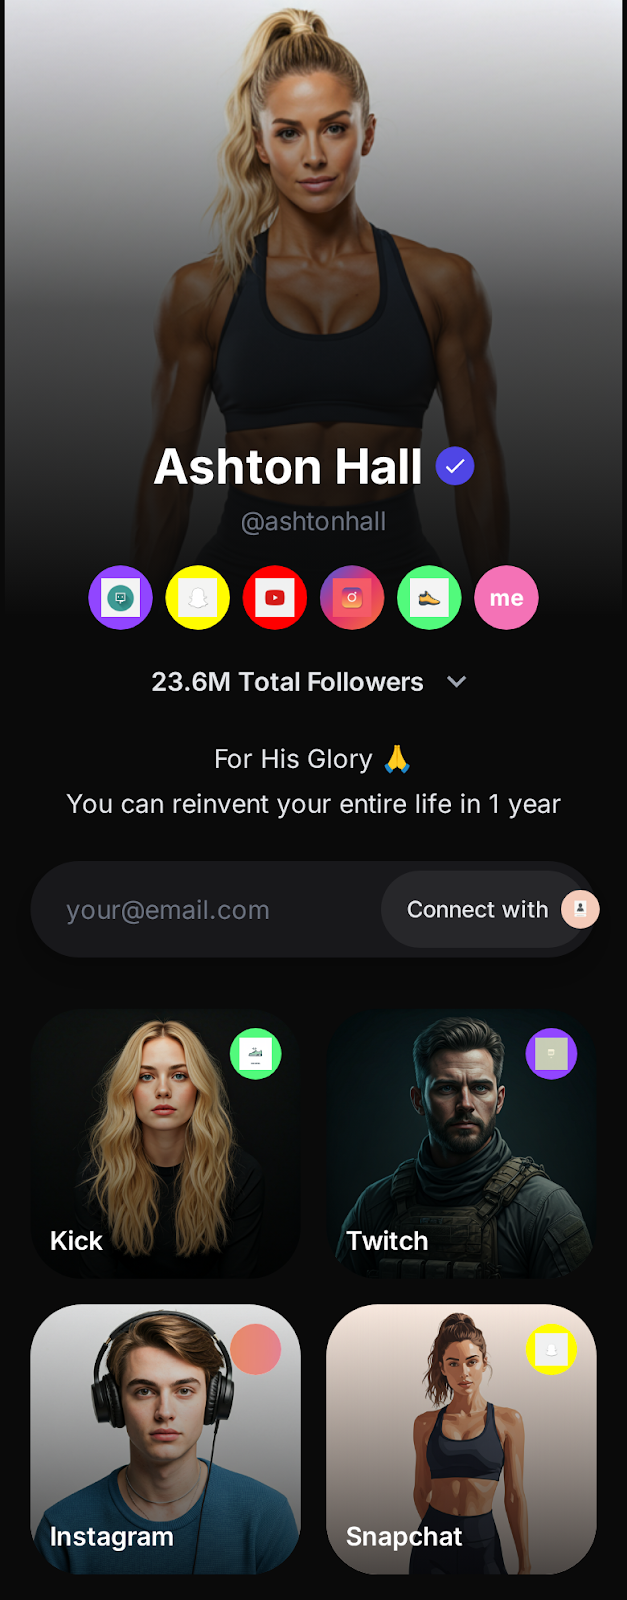 Ashton Hall
@ashtonhall
me
23.6M Total Followers
For His Glory 🙏
You can reinvent your entire life in 1 year
your@email.com
Connect with
Kick
Twitch
Instagram
Snapchat